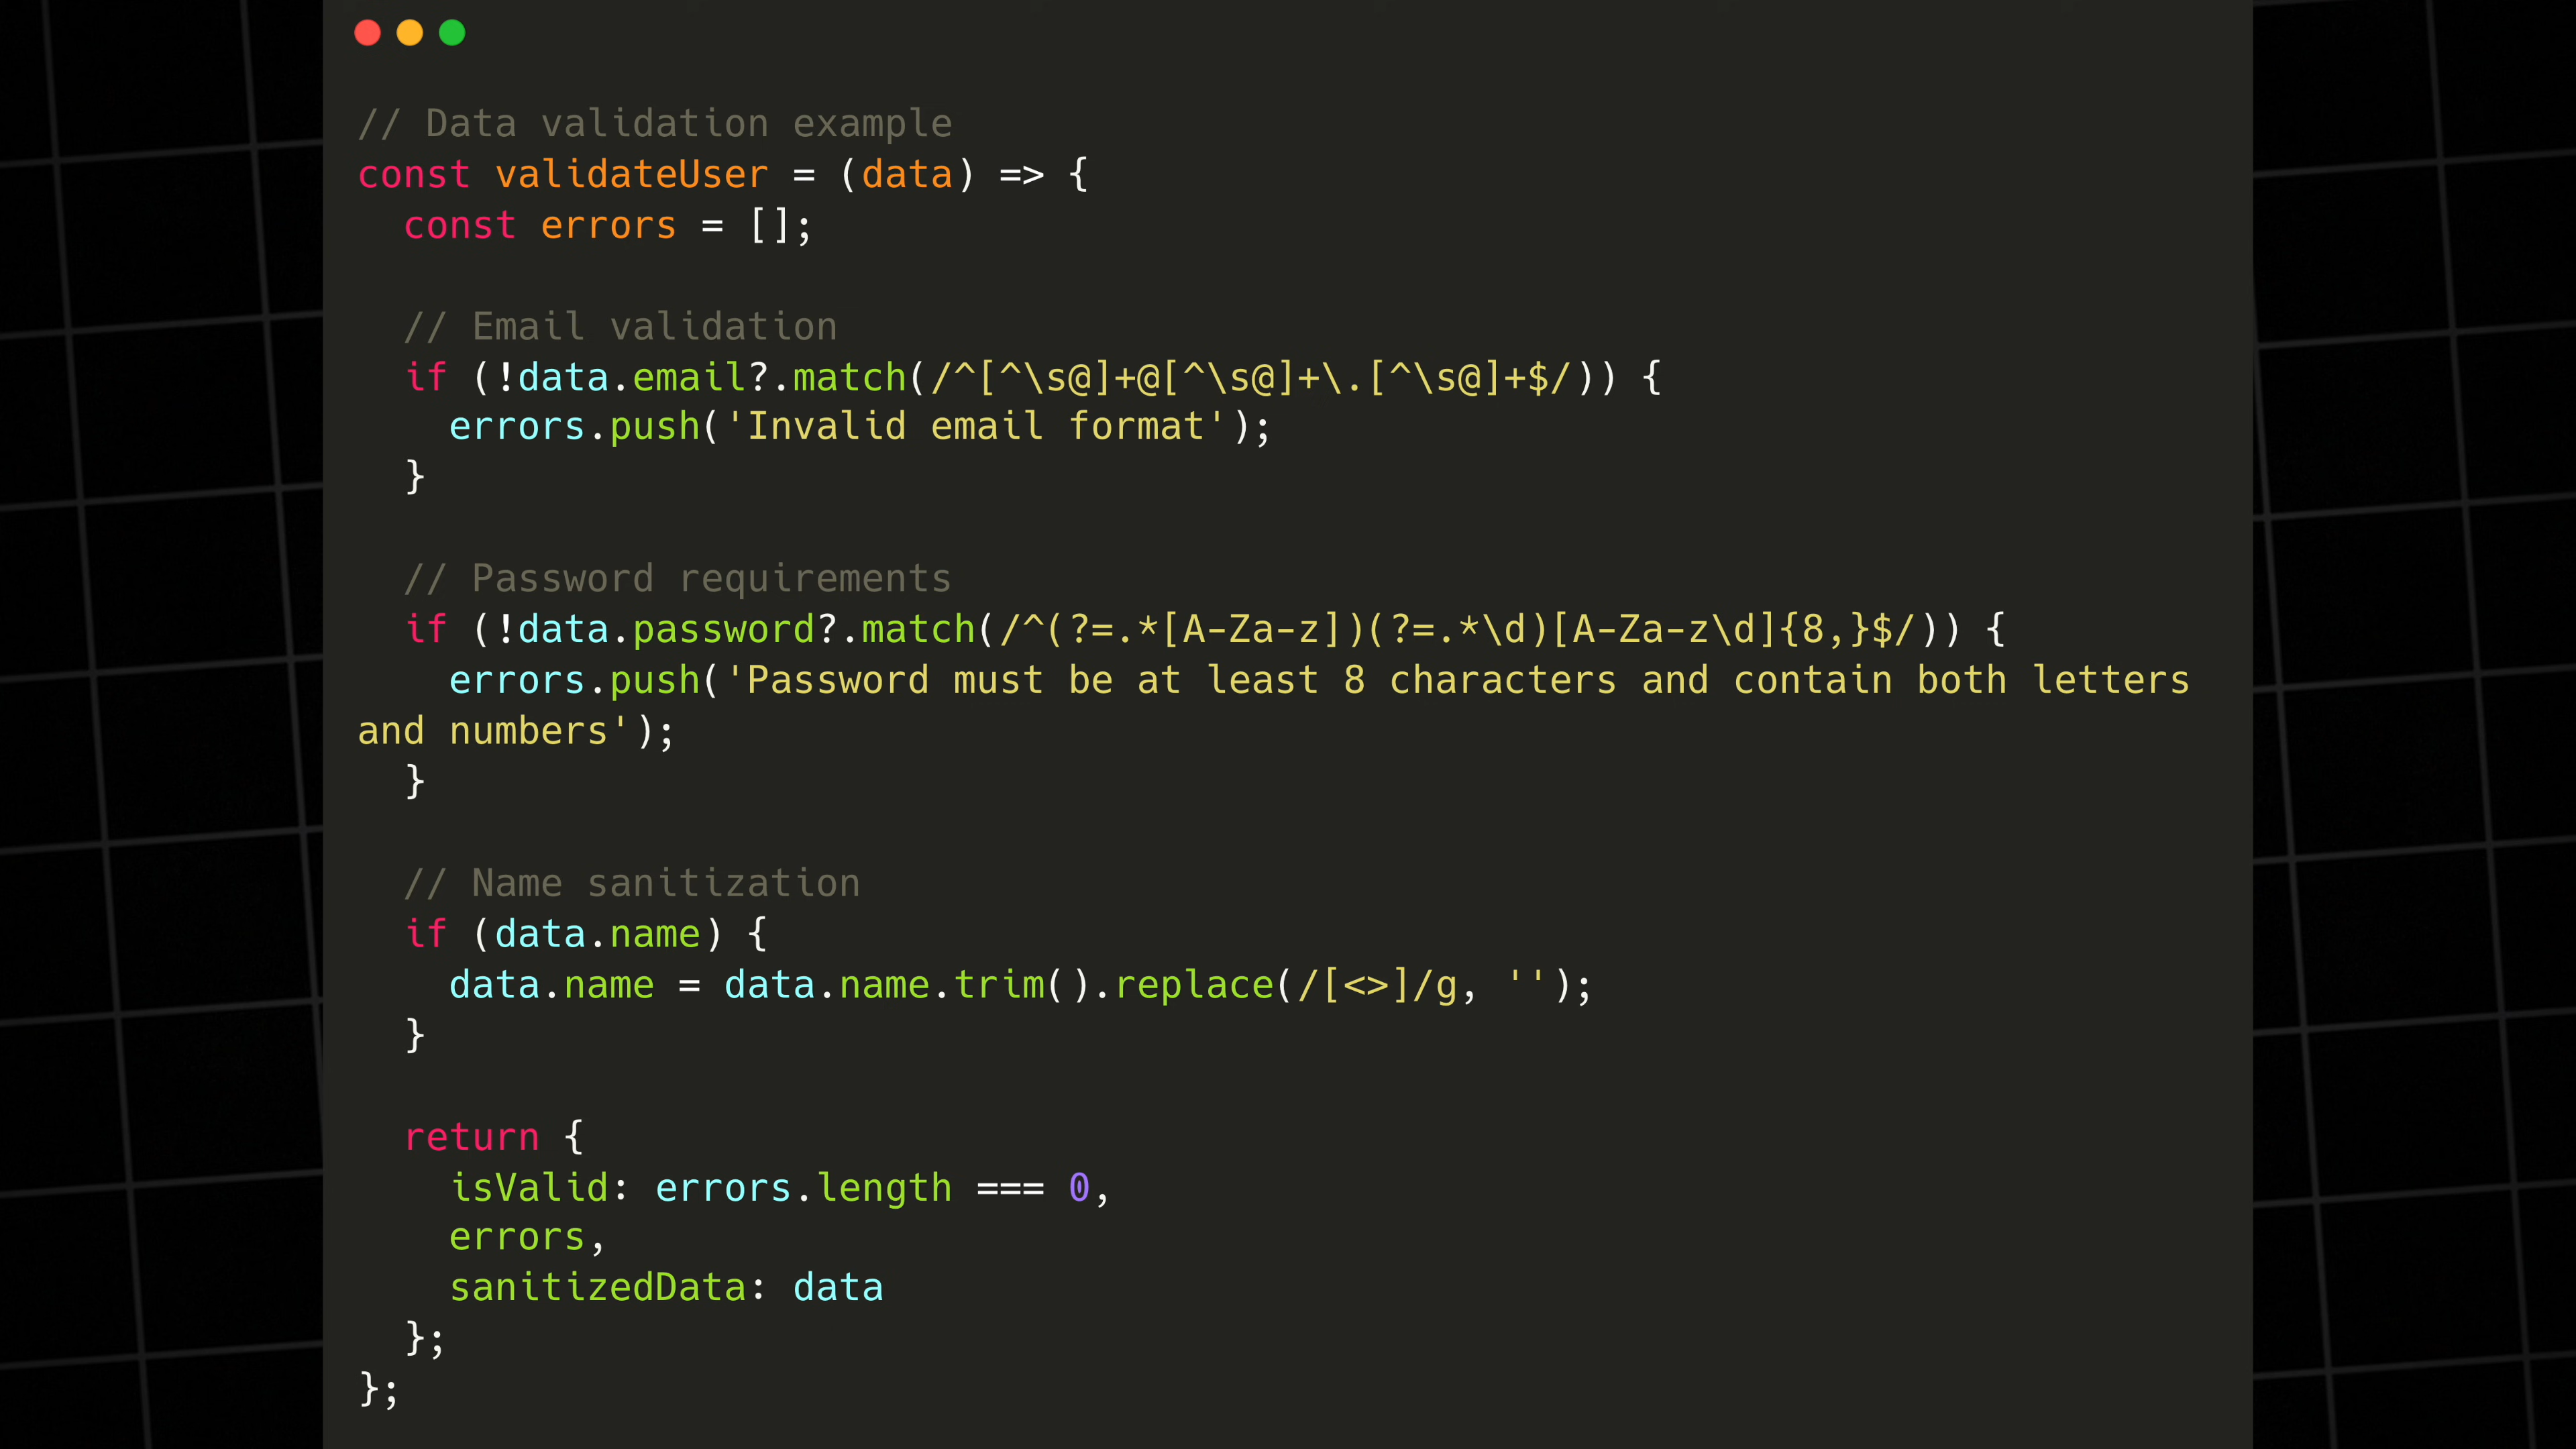 // Data validation example
const validateUser = (data) => {
  const errors = [];

  // Email validation
  if (!data.email?.match(/^[^\s@]+@[^\s@]+\.[^\s@]+$/)) {
    errors.push('Invalid email format');
  }

  // Password requirements
  if (!data.password?.match(/^(?=.*[A-Za-z])(?=.*\d)[A-Za-z\d]{8,}$/)) {
    errors.push('Password must be at least 8 characters and contain both letters
and numbers');
  }

  // Name sanitization
  if (data.name) {
    data.name = data.name.trim().replace(/[<>]/g, '');
  }

  return {
    isValid: errors.length === 0,
    errors,
    sanitizedData: data
  };
};